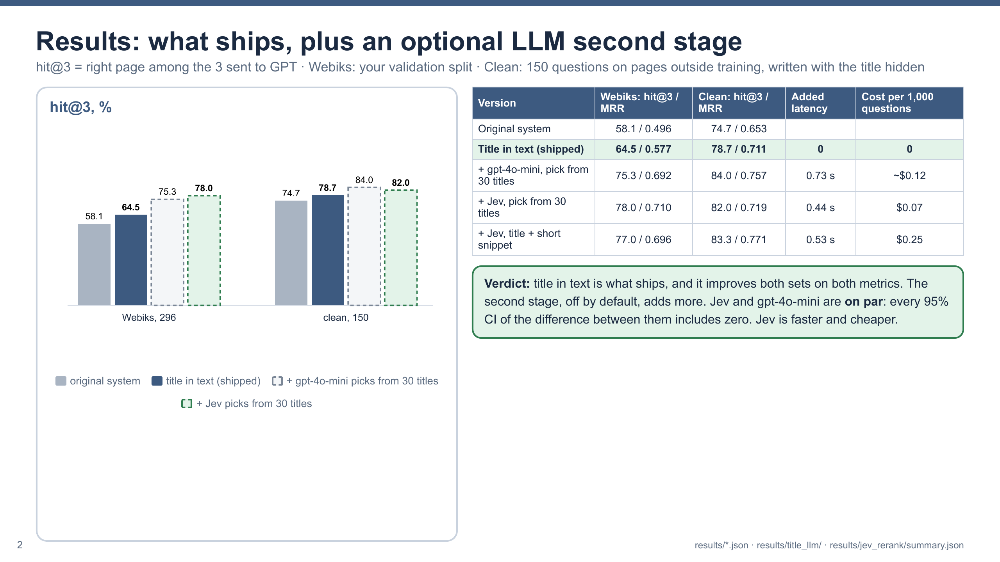 Results: what ships, plus an optional LLM second stage
hit@3 = right page among the 3 sent to GPT · Webiks: your validation split · Clean: 150 questions on pages outside training, written with the title hidden
hit@3, %
58.1
64.5
75.3
78.0
74.7
78.7
84.0
82.0
Webiks, 296
clean, 150
original system
title in text (shipped)
+ gpt-4o-mini picks from 30 titles
+ Jev picks from 30 titles
Version
Webiks: hit@3 /
MRR
Clean: hit@3 /
MRR
Added
latency
Cost per 1,000
questions
Original system
58.1 / 0.496
74.7 / 0.653
Title in text (shipped)
64.5 / 0.577
78.7 / 0.711
0
0
+ gpt-4o-mini, pick from
30 titles
75.3 / 0.692
84.0 / 0.757
0.73 s
~$0.12
+ Jev, pick from 30
titles
78.0 / 0.710
82.0 / 0.719
0.44 s
$0.07
+ Jev, title + short
snippet
77.0 / 0.696
83.3 / 0.771
0.53 s
$0.25
Verdict: title in text is what ships, and it improves both sets on both metrics. The
second stage, off by default, adds more. Jev and gpt-4o-mini are on par: every 95%
CI of the difference between them includes zero. Jev is faster and cheaper.
2
results/*.json · results/title_llm/ · results/jev_rerank/summary.json